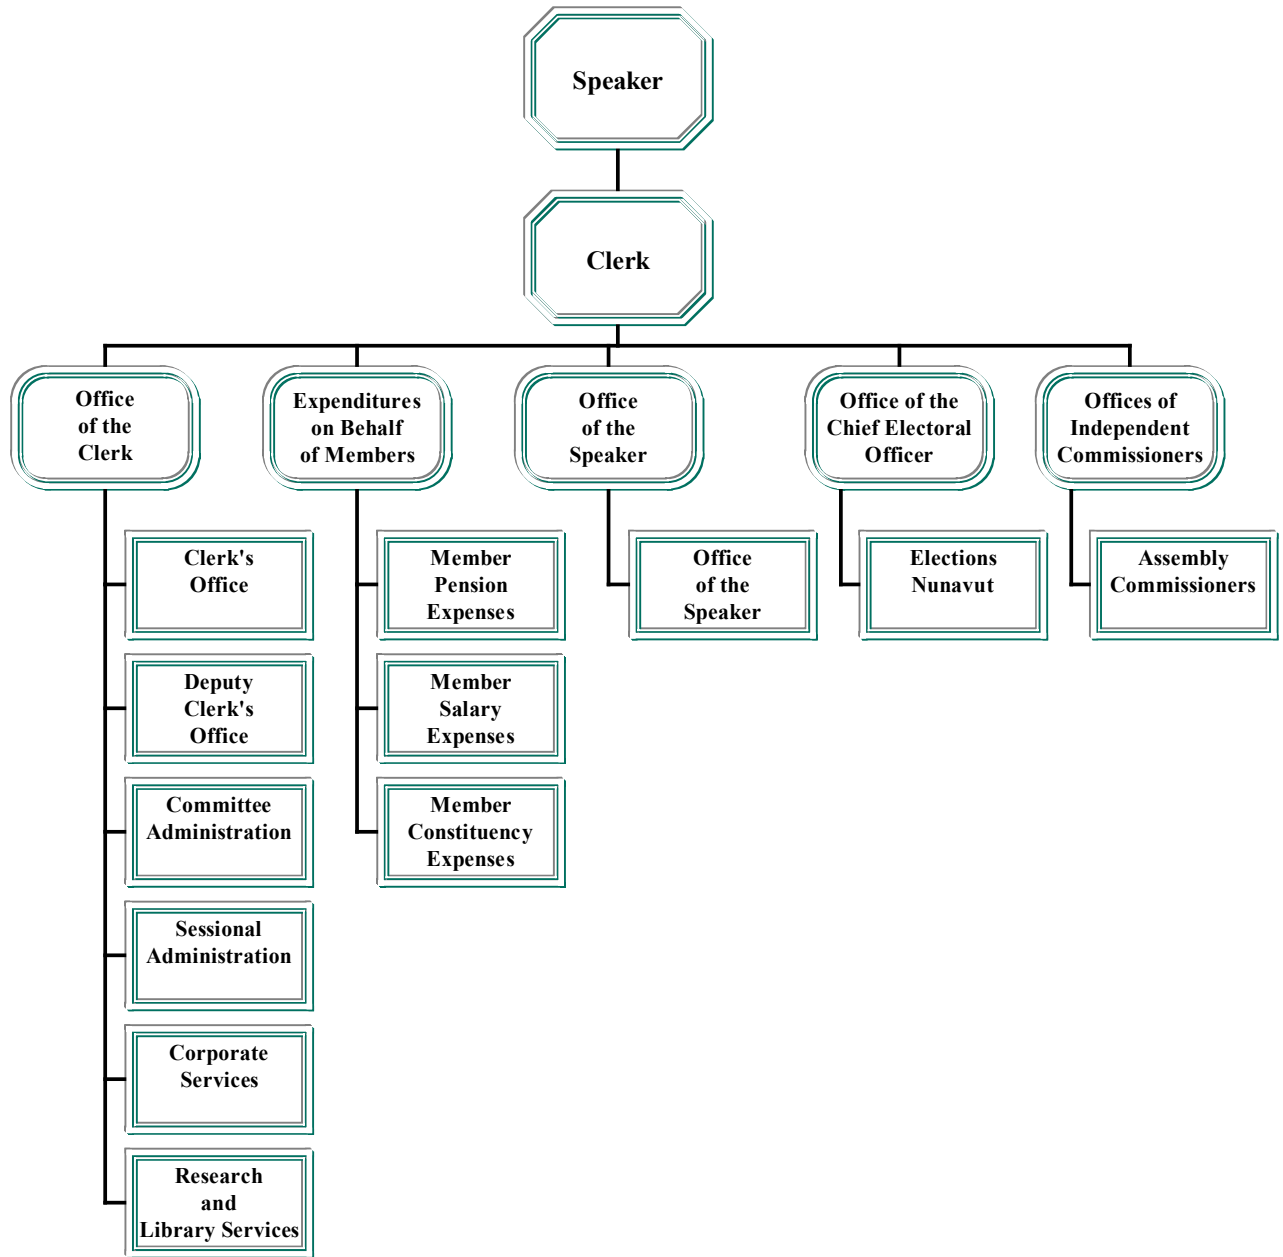 Speaker
Clerk
Office
of the
Clerk
Expenditures
on Behalf
of Members
Office
of the
Speaker
Office of the
Chief Electoral
Officer
Offices of
Independent
Commissioners
Clerk's
Office
Deputy
Clerk's
Office
Committee
Administration
Sessional
Administration
Corporate
Services
Research
and
Library Services
Member
Pension
Expenses
Member
Salary
Expenses
Member
Constituency
Expenses
Office
of the
Speaker
Elections
Nunavut
Assembly
Commissioners